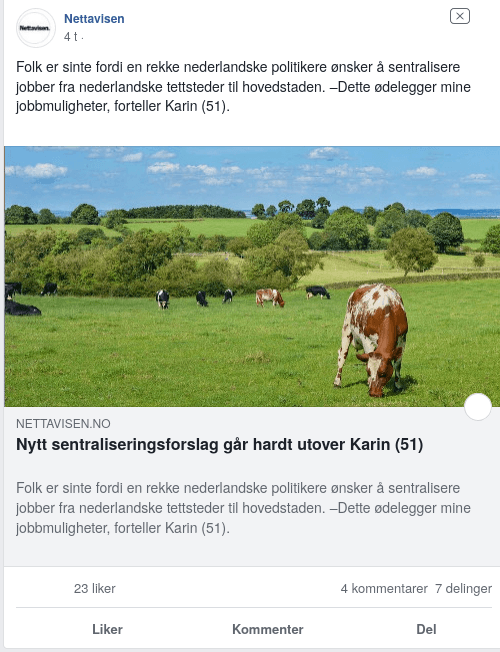 Nettavisen.
Nettavisen
4 t ·
Folk er sinte fordi en rekke nederlandske politikere ønsker å sentralisere
jobber fra nederlandske tettsteder til hovedstaden. –Dette ødelegger mine
jobbmuligheter, forteller Karin (51).
NETTAVISEN.NO
Nytt sentraliseringsforslag går hardt utover Karin (51)
Folk er sinte fordi en rekke nederlandske politikere ønsker å sentralisere
jobber fra nederlandske tettsteder til hovedstaden. –Dette ødelegger mine
jobbmuligheter, forteller Karin (51).
23 liker
4 kommentarer 7 delinger
Liker Kommenter Del